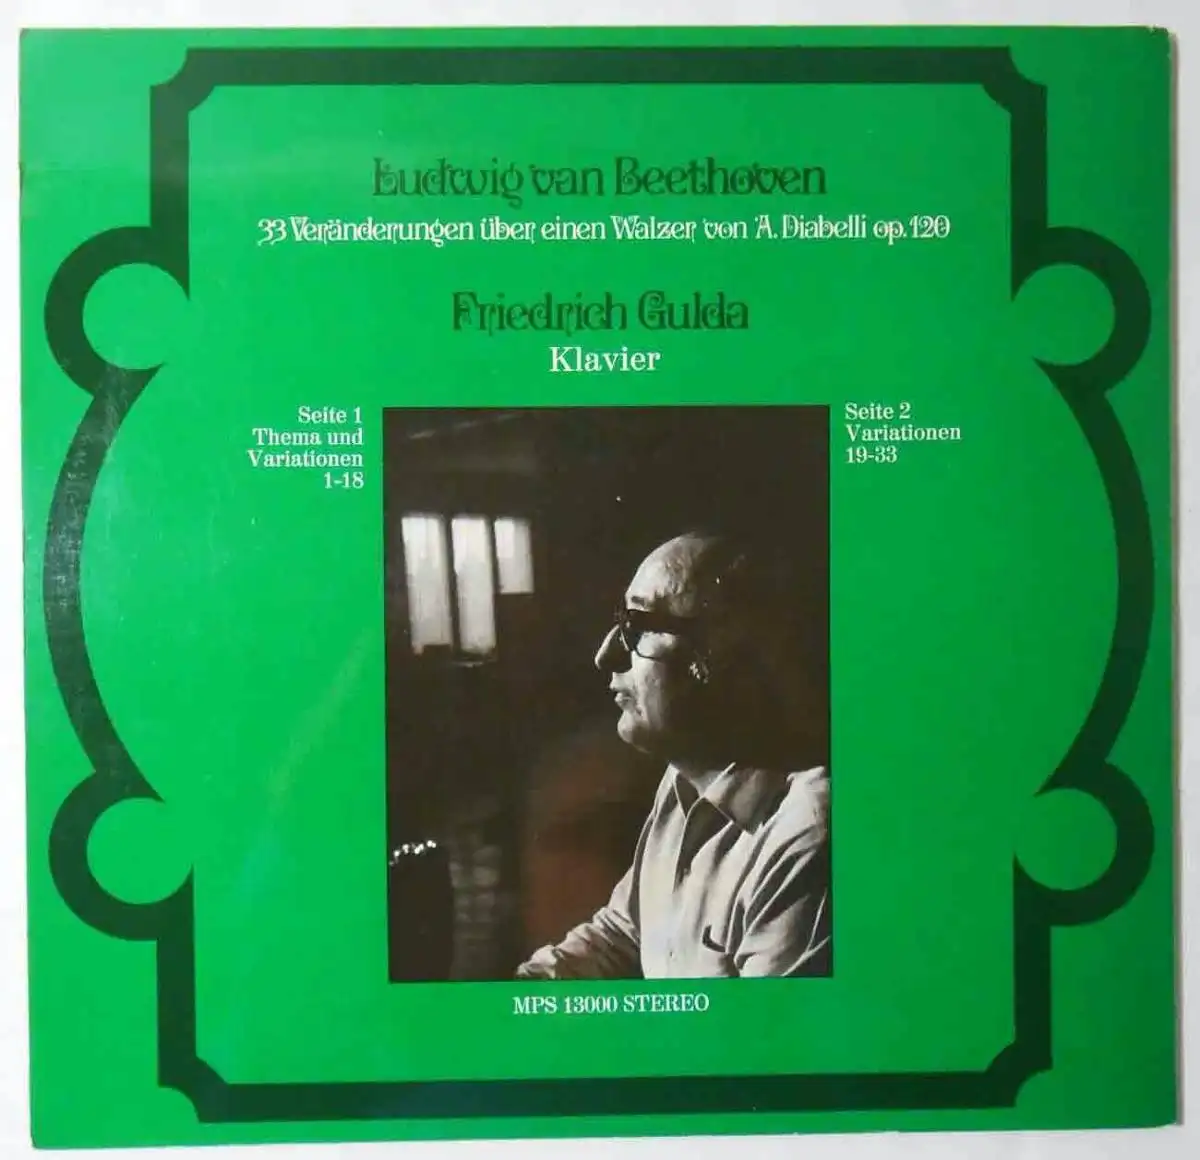 Ludwig van Beethoven
33 Veränderungen über einen Walzer von A. Diabelli op. 120
Friedrich Gulda
Klavier
Seite 1
Thema und
Variationen
1-18
Seite 2
Variationen
19-33
MPS 13000 STEREO